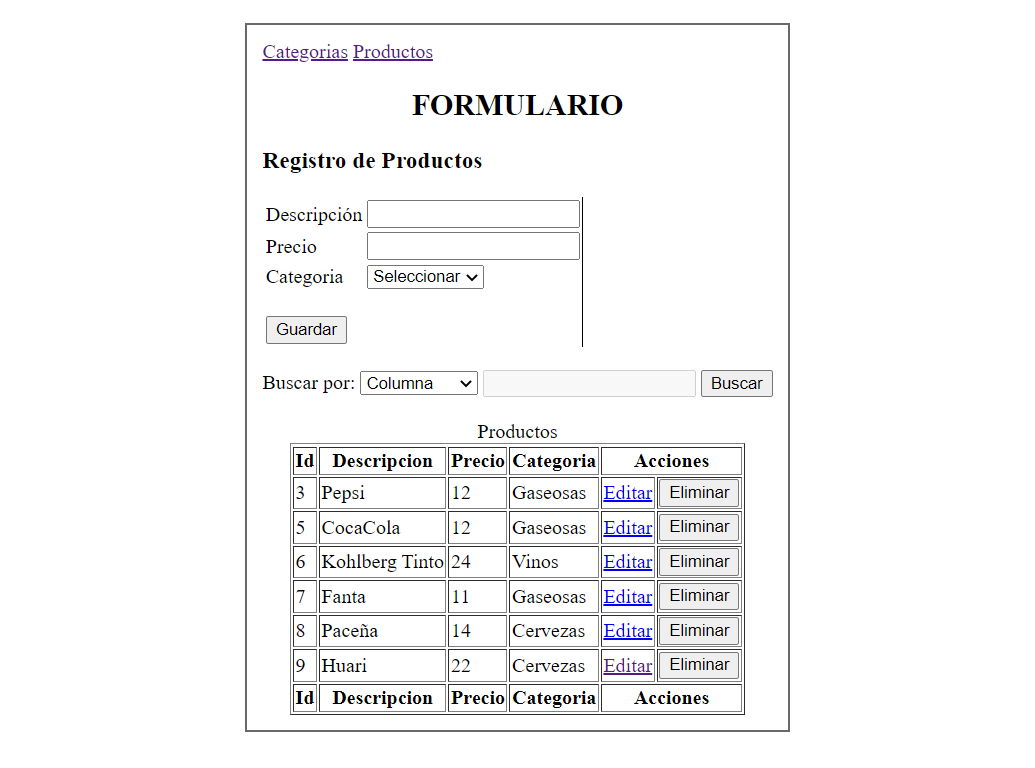 Categorias Productos
FORMULARIO
Registro de Productos
Descripción
Precio
Categoria Seleccionar
Guardar
Buscar por: Columna Buscar
Productos
Id Descripcion Precio Categoria Acciones
3 Pepsi 12 Gaseosas Editar Eliminar
5 CocaCola 12 Gaseosas Editar Eliminar
6 Kohlberg Tinto 24 Vinos Editar Eliminar
7 Fanta 11 Gaseosas Editar Eliminar
8 Paceña 14 Cervezas Editar Eliminar
9 Huari 22 Cervezas Editar Eliminar
Id Descripcion Precio Categoria Acciones